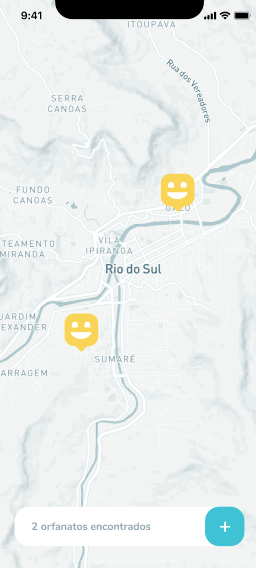 9:41
ITOUPAVA
Rua dos Vereadores
SERRA
CANOAS
FUNDO
CANOAS
VILA
IPIRANGA
TEAMENTO
MIRANDA
Rio do Sul
JARDIM
EXANDER
SUMARÉ
ARRAGEM
2 orfanatos encontrados
+